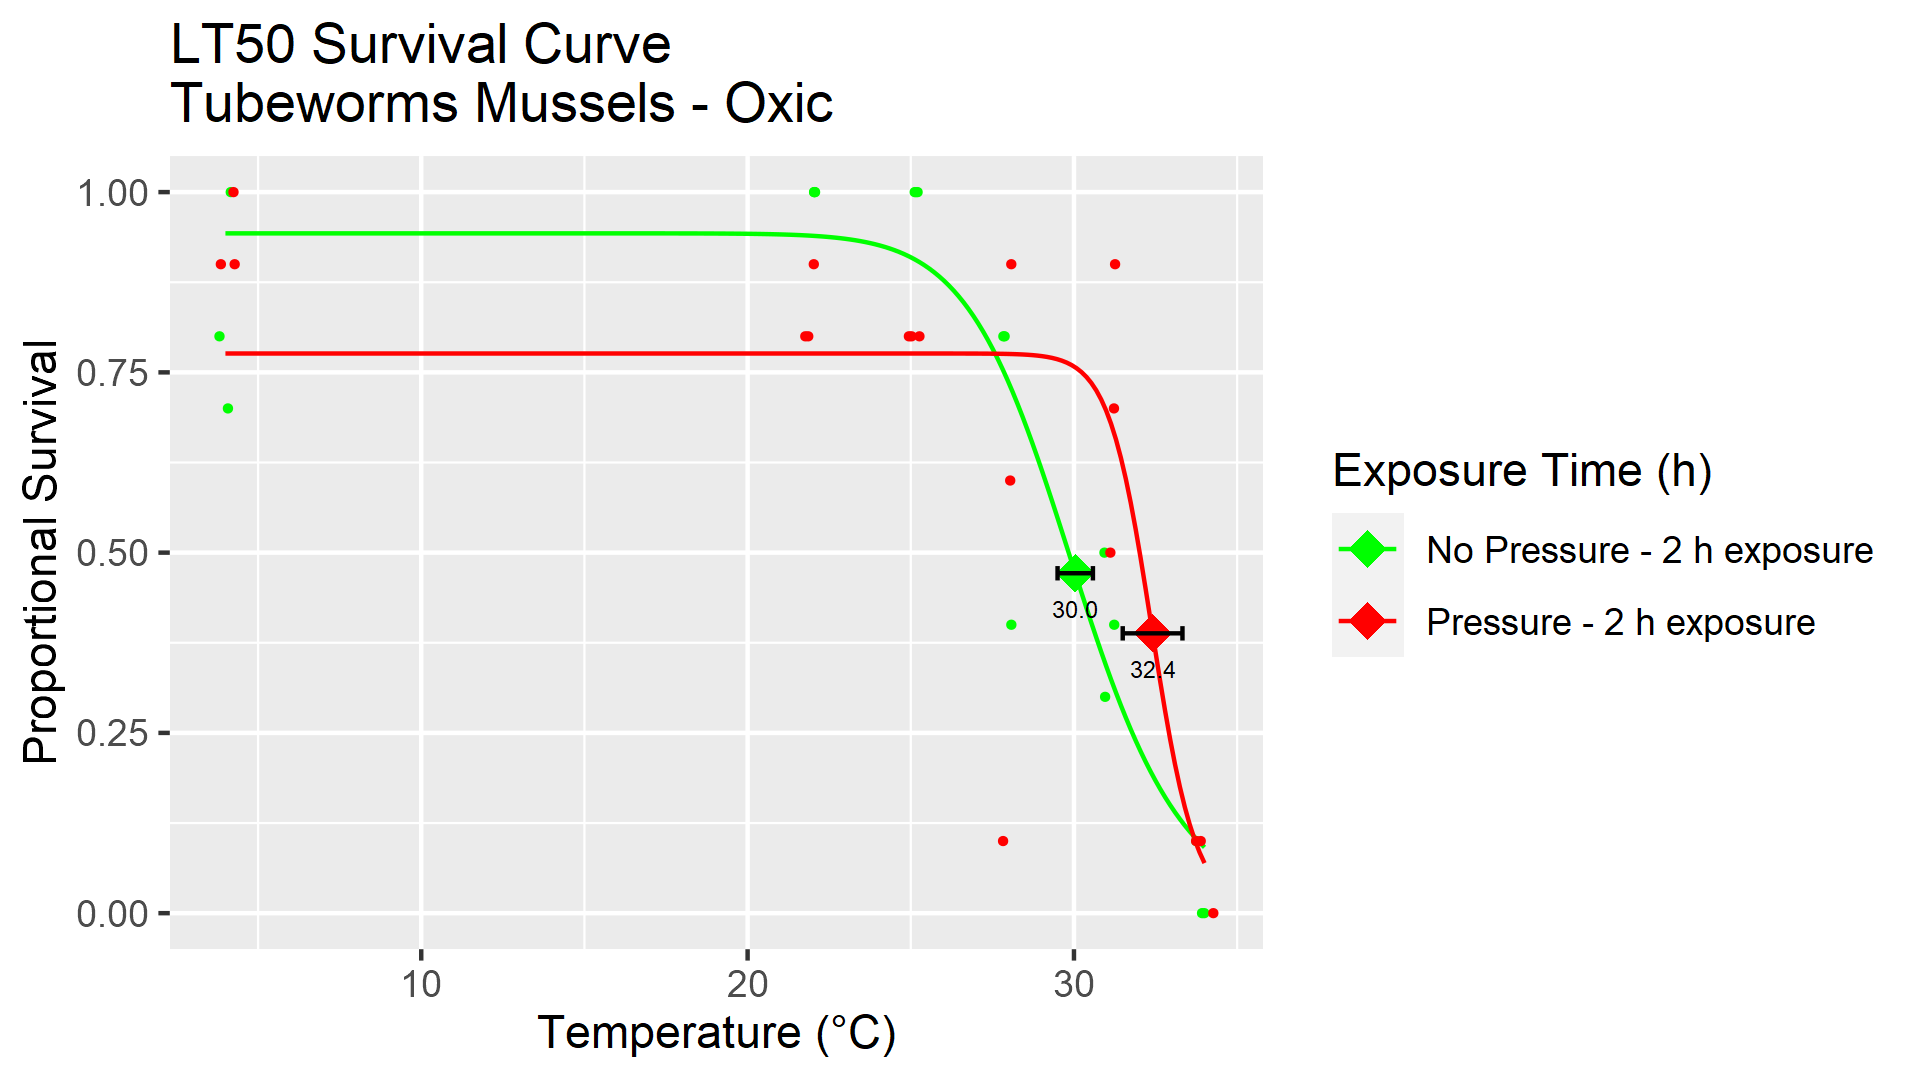 LT50 Survival Curve
Tubeworms Mussels - Oxic
Proportional Survival
1.00
0.75
0.50
0.25
0.00
30.0
32.4
10 20 30
Temperature (°C)
Exposure Time (h)
No Pressure - 2 h exposure
Pressure - 2 h exposure